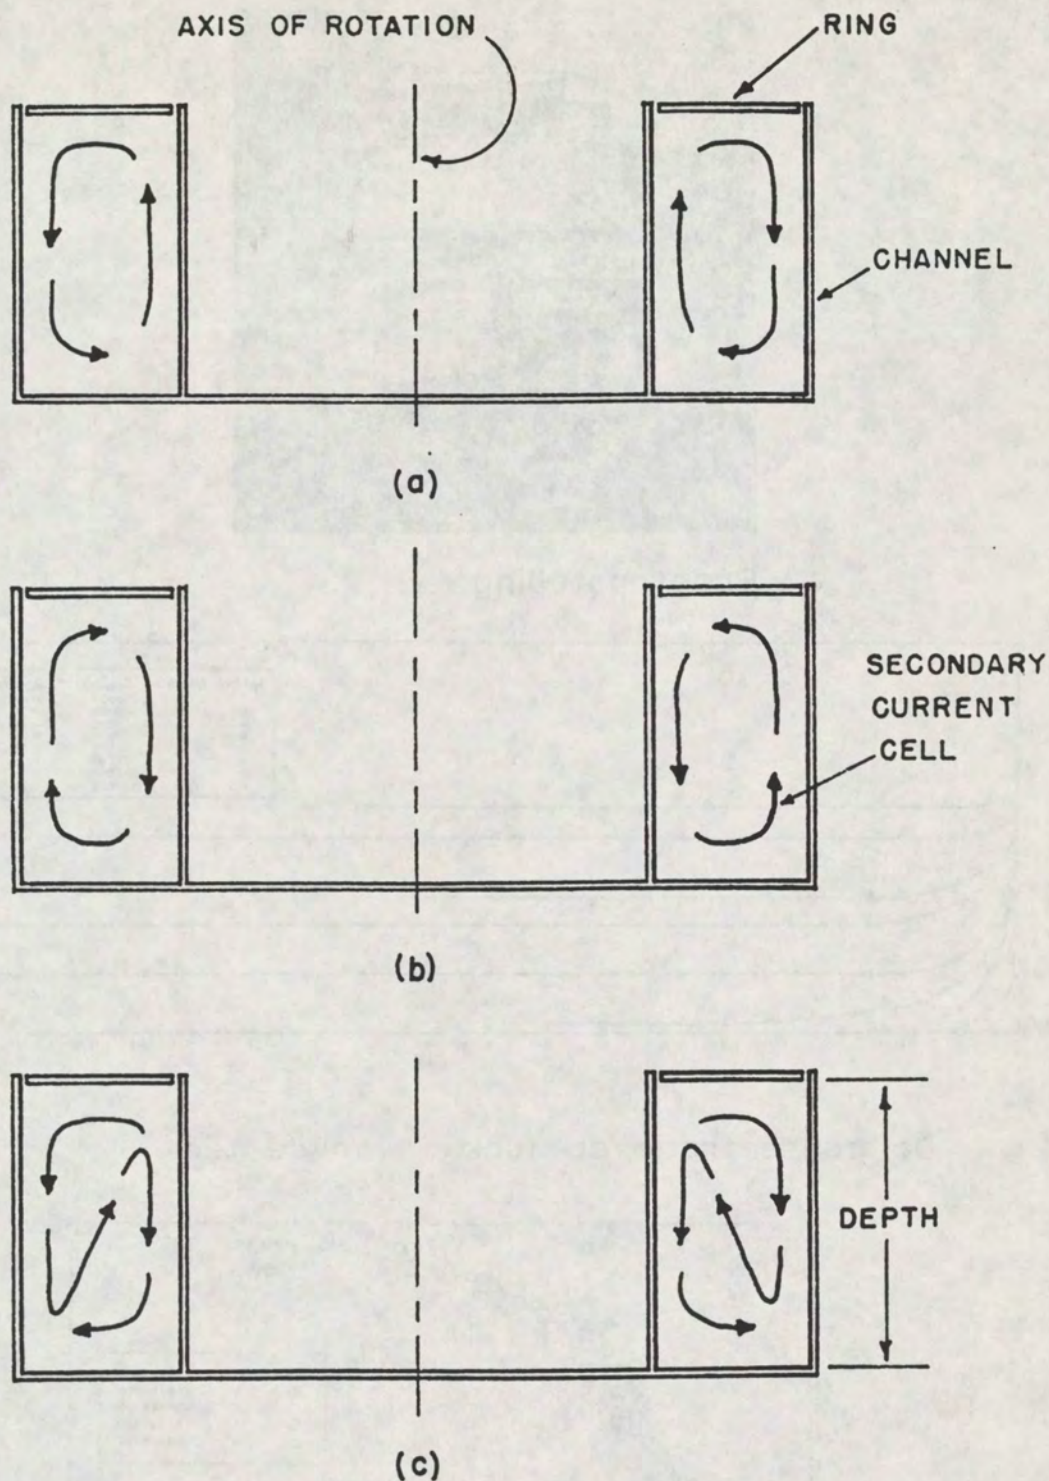 AXIS OF ROTATION
RING
CHANNEL
(a)
SECONDARY
CURRENT
CELL
(b)
DEPTH
(c)